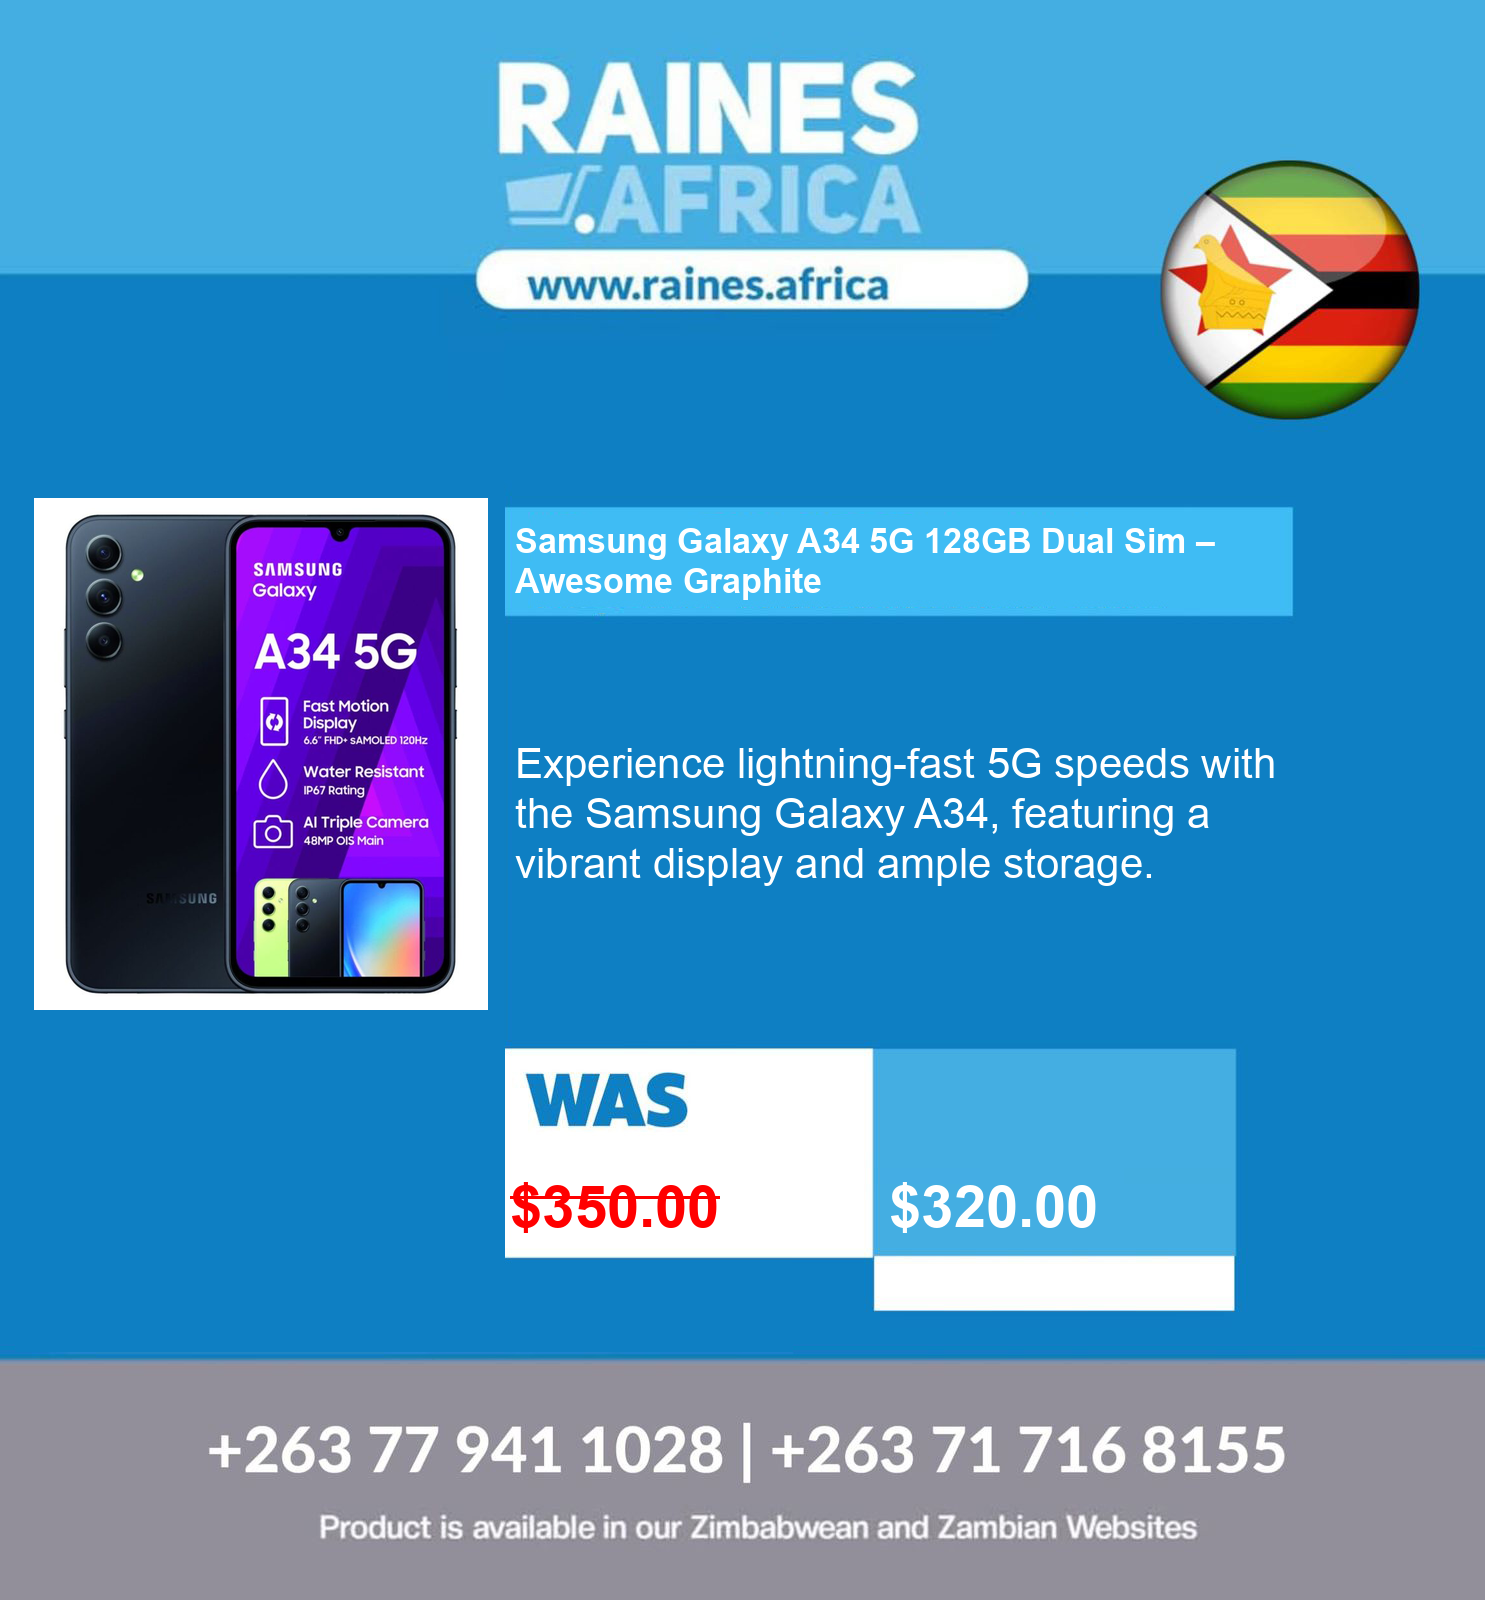 RAINES
.AFRICA
www.raines.africa
Samsung Galaxy A34 5G 128GB Dual Sim –
Awesome Graphite
SAMSUNG
Galaxy
A34 5G
Fast Motion
Display
6.6" FHD+ sAMOLED 120Hz
Water Resistant
IP67 Rating
AI Triple Camera
48MP OIS Main
SAMSUNG
Experience lightning-fast 5G speeds with
the Samsung Galaxy A34, featuring a
vibrant display and ample storage.
WAS
$350.00
$320.00
+263 77 941 1028 | +263 71 716 8155
Product is available in our Zimbabwean and Zambian Websites